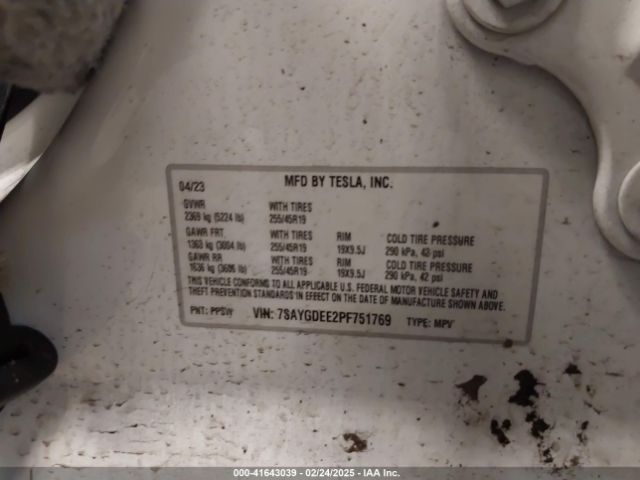 04/23 MFD BY TESLA, INC.
GVWR WITH TIRES
2369 kg (5224 lb) 255/45R19
GAWR FRT WITH TIRES RIM COLD TIRE PRESSURE
1360 kg (3004 lb) 255/45R19 19X9.5J 290 kPa, 42 psi
GAWR RR WITH TIRES RIM COLD TIRE PRESSURE
1636 kg (3606 lb) 255/45R19 19X9.5J 290 kPa, 42 psi
THIS VEHICLE CONFORMS TO ALL APPLICABLE U.S. FEDERAL MOTOR VEHICLE SAFETY AND
THEFT PREVENTION STANDARDS IN EFFECT ON THE DATE OF MANUFACTURE SHOWN ABOVE.
PNT: PPSW VIN: 7SAYGDEE2PF751769 TYPE: MPV
000-41643039 - 02/24/2025 - IAA Inc.